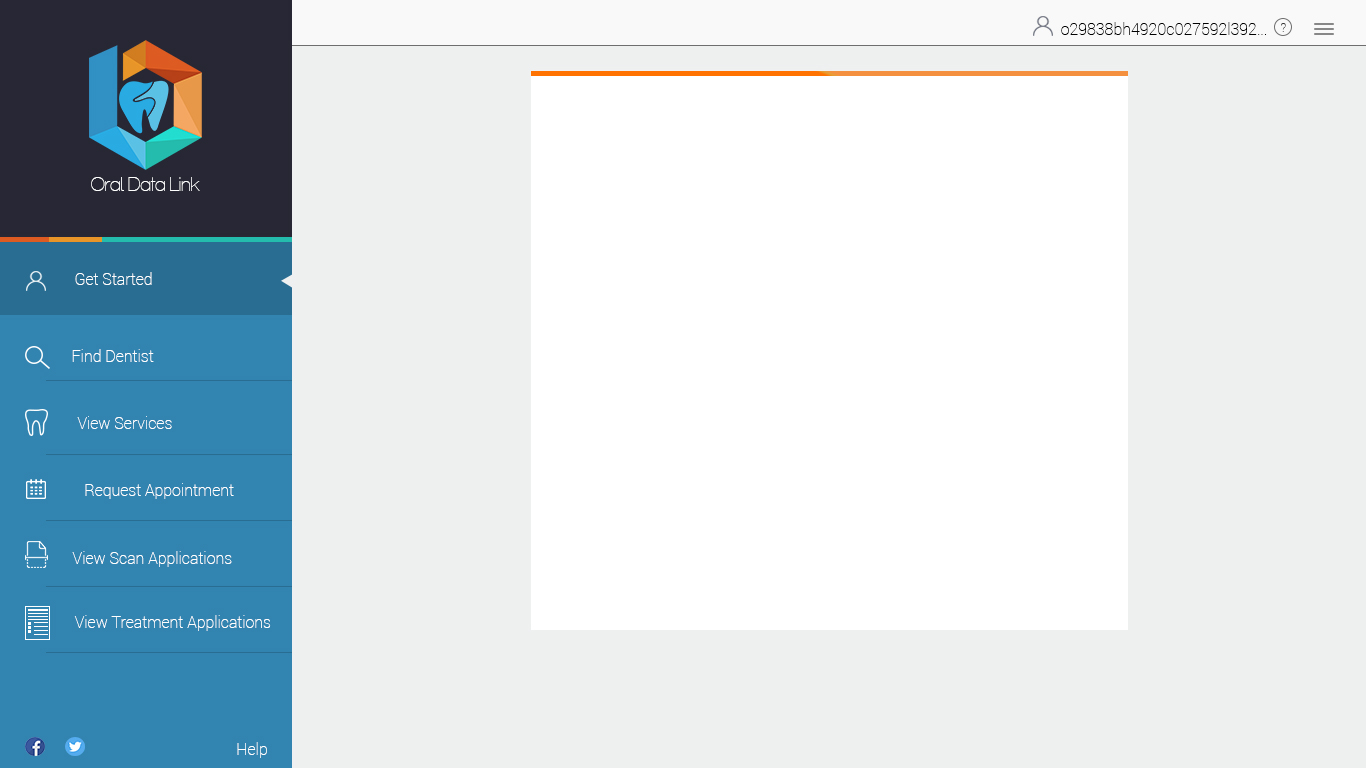 o29838bh4920c027592l392...
?
Oral Data Link
Get Started
Find Dentist
View Services
Request Appointment
View Scan Applications
View Treatment Applications
Help